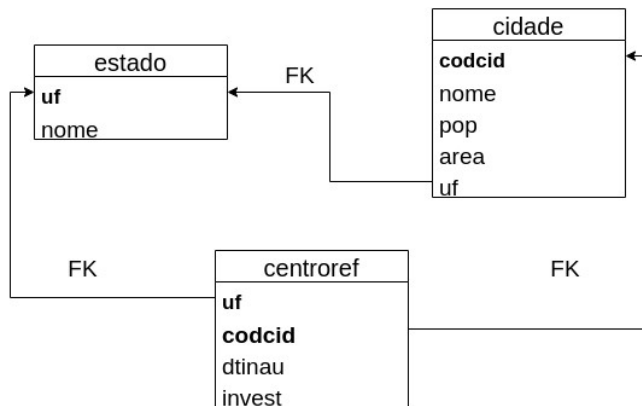 estado
uf
nome
FK
cidade
codcid
nome
pop
area
uf
FK
centroref
uf
codcid
dtinau
invest
FK